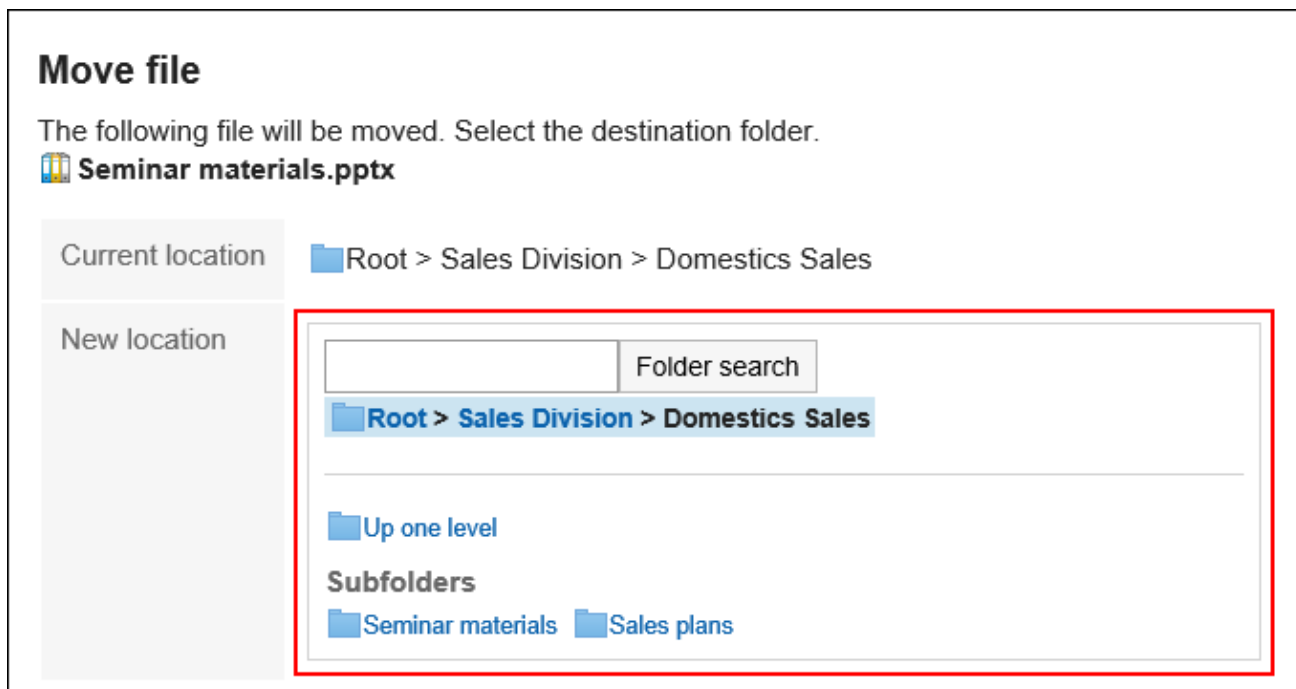 Move file
The following file will be moved. Select the destination folder.
Seminar materials.pptx
Current location
Root > Sales Division > Domestics Sales
New location
Folder search
Root > Sales Division > Domestics Sales
Up one level
Subfolders
Seminar materials Sales plans